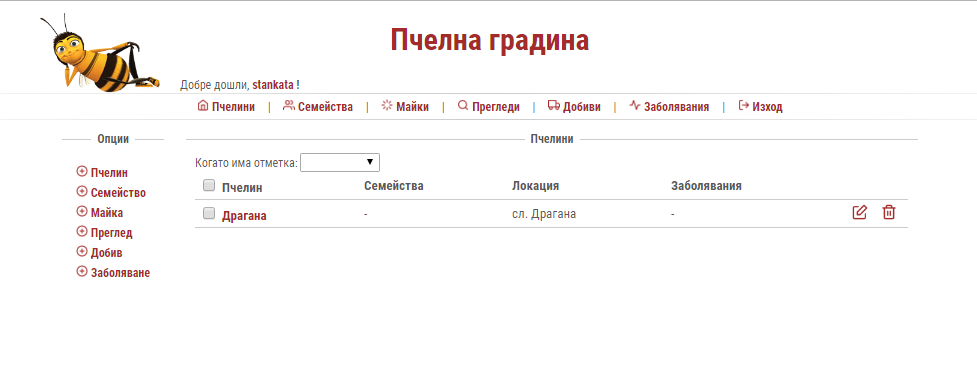 Пчелна градина
Добре дошли, stankata !
Пчелини | Семейства | Майки | Прегледи | Добиви | Заболявания | Изход
Опции
Пчелин
Семейство
Майка
Преглед
Добив
Заболяване
Пчелини
Когато има отметка:
Пчелин Семейства Локация Заболявания
Драгана - сл. Драгана -